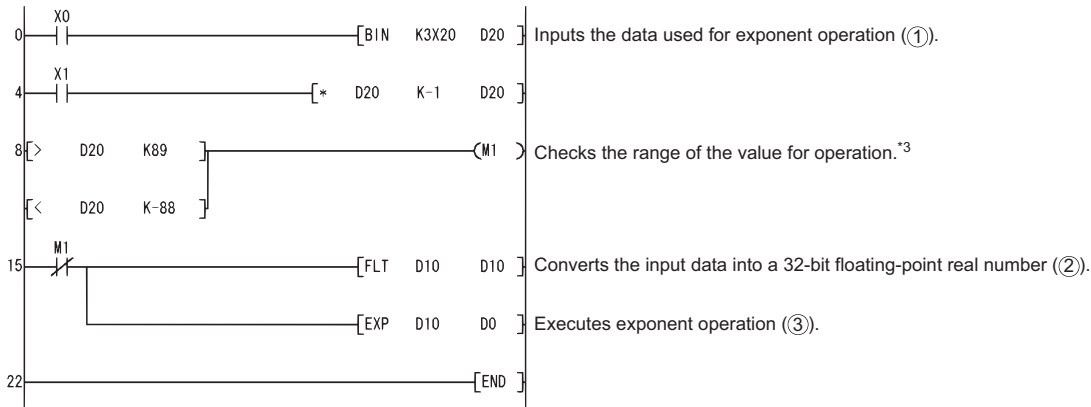 X0
0 BIN K3X20 D20 Inputs the data used for exponent operation (①).
X1
4 * D20 K-1 D20
8 > D20 K89 M1 Checks the range of the value for operation.*3
< D20 K-88
M1
15 FLT D10 D10 Converts the input data into a 32-bit floating-point real number (②).
EXP D10 D0 Executes exponent operation (③).
22 END